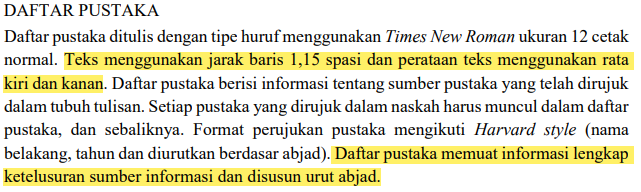 DAFTAR PUSTAKA
Daftar pustaka ditulis dengan tipe huruf menggunakan Times New Roman ukuran 12 cetak
normal. Teks menggunakan jarak baris 1,15 spasi dan perataan teks menggunakan rata
kiri dan kanan. Daftar pustaka berisi informasi tentang sumber pustaka yang telah dirujuk
dalam tubuh tulisan. Setiap pustaka yang dirujuk dalam naskah harus muncul dalam daftar
pustaka, dan sebaliknya. Format perujukan pustaka mengikuti Harvard style (nama
belakang, tahun dan diurutkan berdasar abjad). Daftar pustaka memuat informasi lengkap
ketelusuran sumber informasi dan disusun urut abjad.